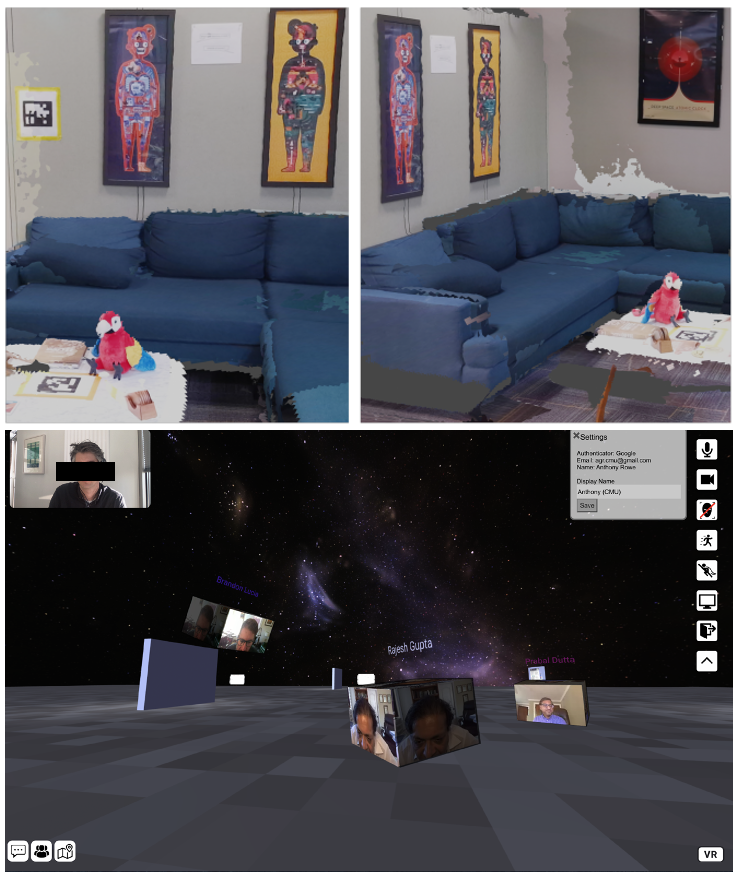 Settings
Authenticator: Google
Email: agr.cmu@gmail.com
Name: Anthony Rowe
Display Name
Anthony (CMU)
Save
Rajesh Gupta
Prabal Dutta
VR